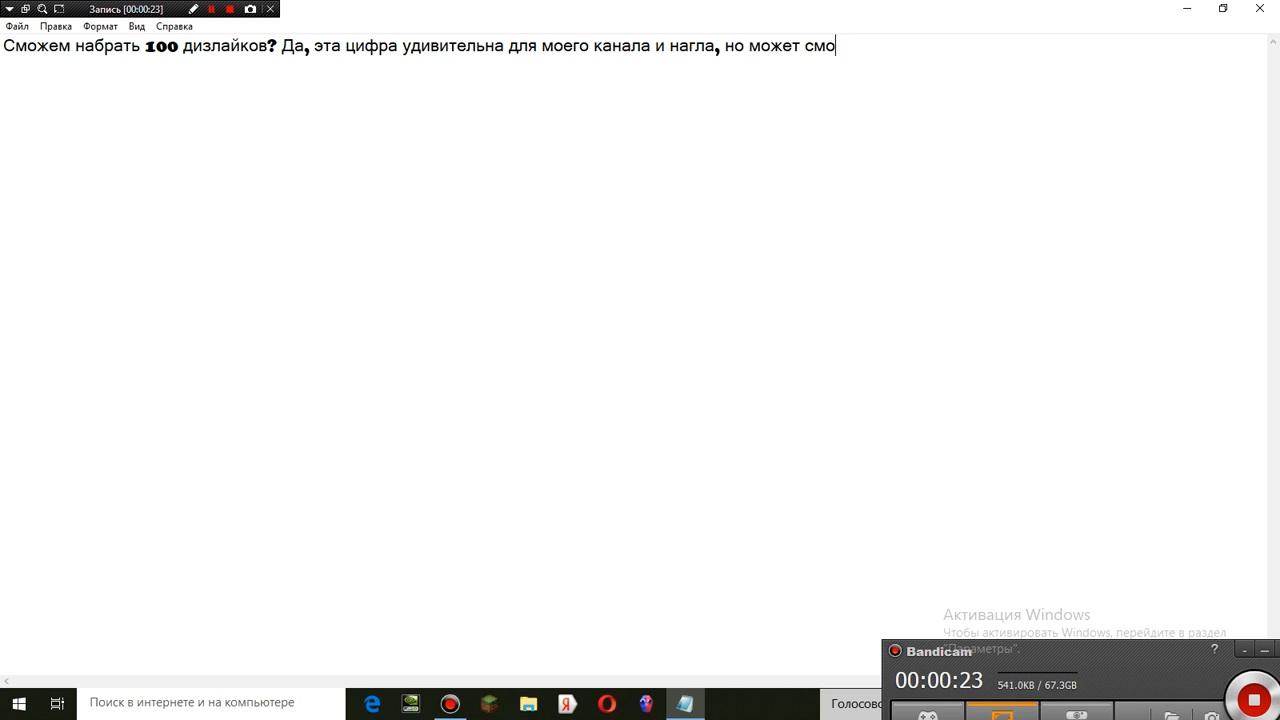 Запись [00:00:23]
Файл Правка Формат Вид Справка
Сможем набрать 100 дизлайков? Да, эта цифра удивительна для моего канала и нагла, но может смо
Активация Windows
Чтобы активировать Windows, перейдите в раздел
"Параметры".
Bandicam
00:00:23 541.0KB / 67.3GB
Поиск в интернете и на компьютере
Голосово